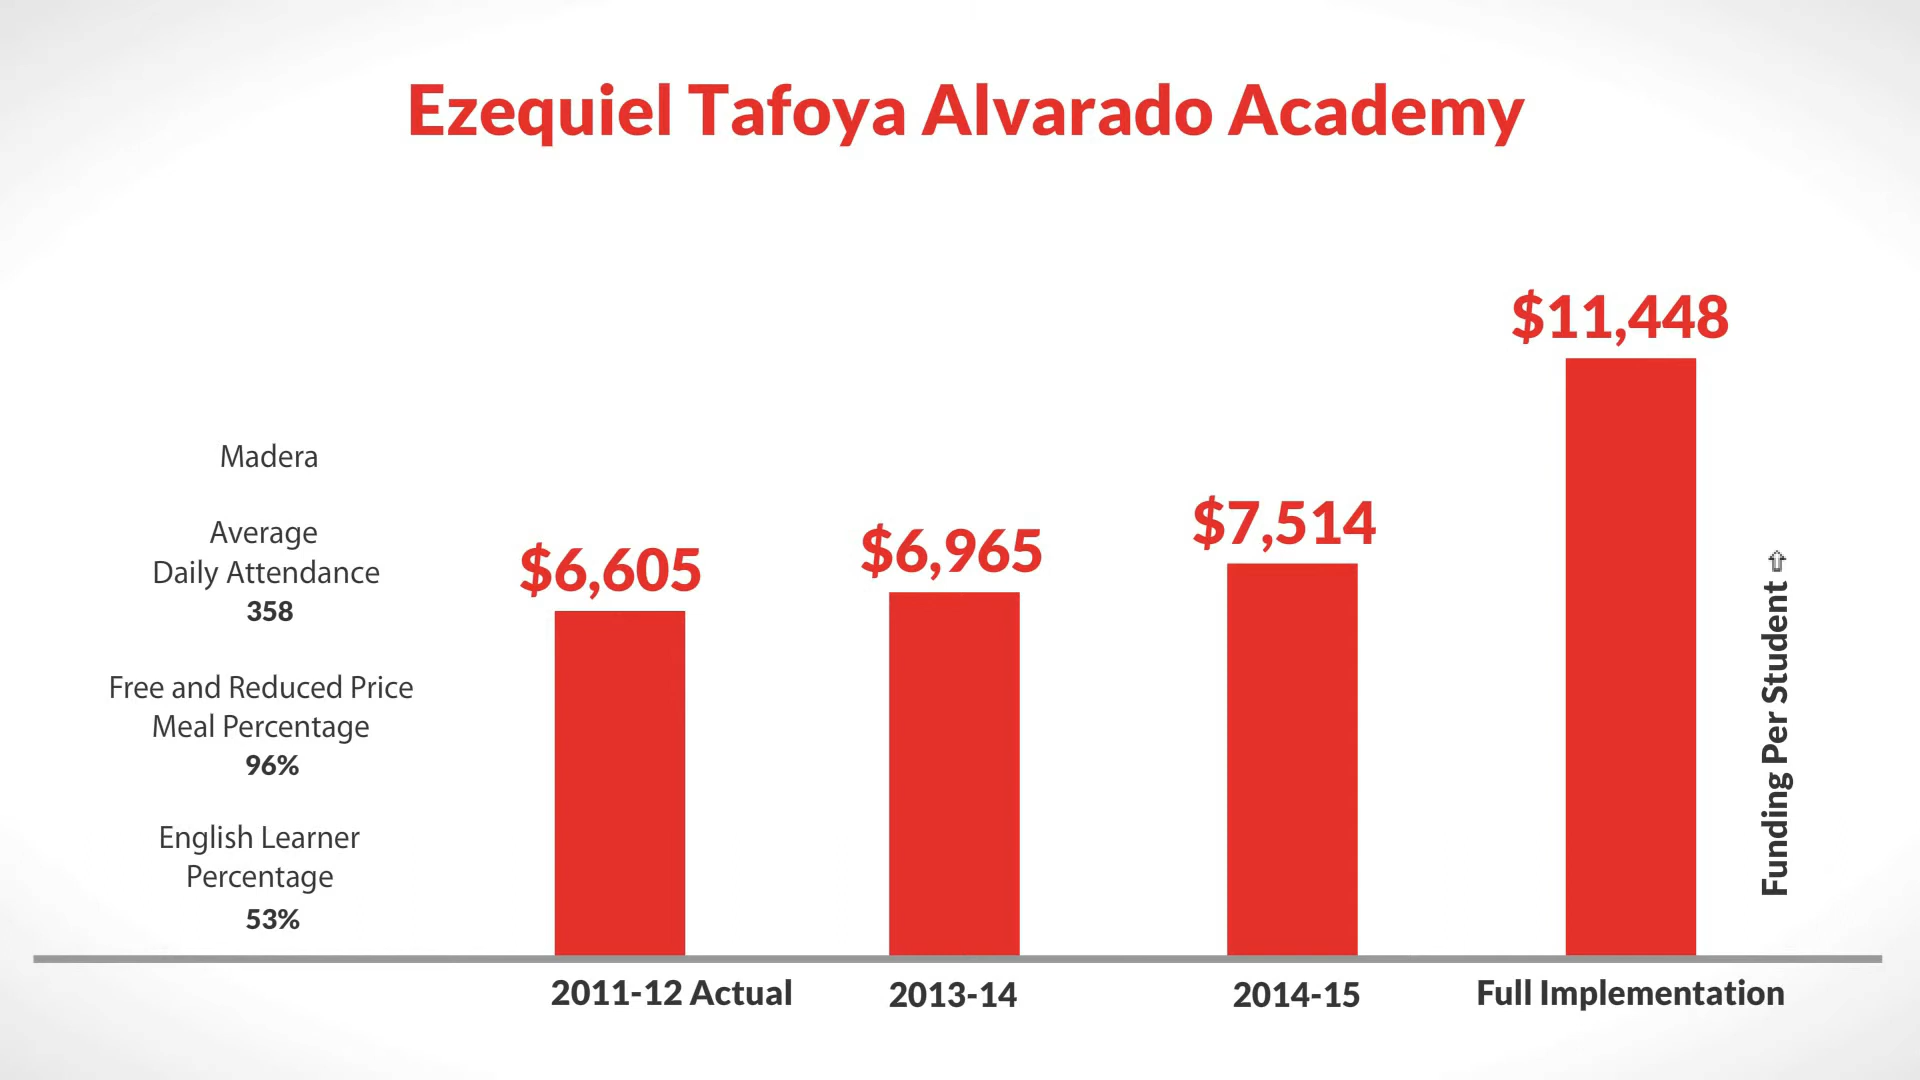 Ezequiel Tafoya Alvarado Academy
Madera
Average
Daily Attendance
358
Free and Reduced Price
Meal Percentage
96%
English Learner
Percentage
53%
$6,605
$6,965
$7,514
$11,448
2011-12 Actual
2013-14
2014-15
Full Implementation
Funding Per Student ⇨